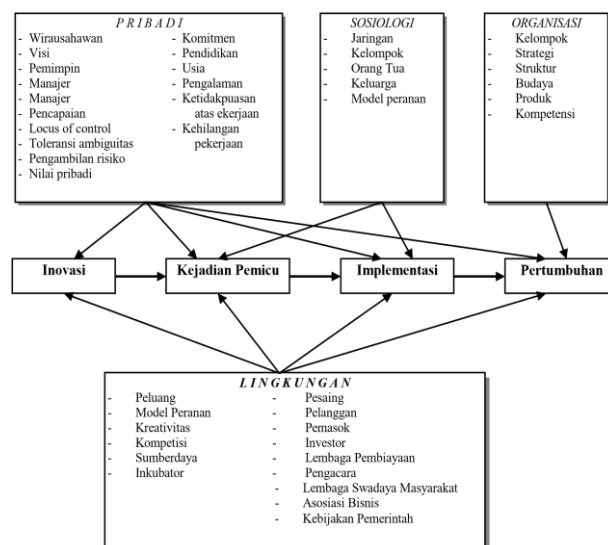 P R I B A D I
- Wirausahawan
- Visi
- Pemimpin
- Manajer
- Manajer
- Pencapaian
- Locus of control
- Toleransi ambiguitas
- Pengambilan risiko
- Nilai pribadi
- Komitmen
- Pendidikan
- Usia
- Pengalaman
- Ketidakpuasan
atas ekerjaan
- Kehilangan
pekerjaan
SOSIOLOGI
- Jaringan
- Kelompok
- Orang Tua
- Keluarga
- Model peranan
ORGANISASI
- Kelompok
- Strategi
- Struktur
- Budaya
- Produk
- Kompetensi
Inovasi
Kejadian Pemicu
Implementasi
Pertumbuhan
L I N G K U N G A N
- Peluang
- Model Peranan
- Kreativitas
- Kompetisi
- Sumberdaya
- Inkubator
- Pesaing
- Pelanggan
- Pemasok
- Investor
- Lembaga Pembiayaan
- Pengacara
- Lembaga Swadaya Masyarakat
- Asosiasi Bisnis
- Kebijakan Pemerintah